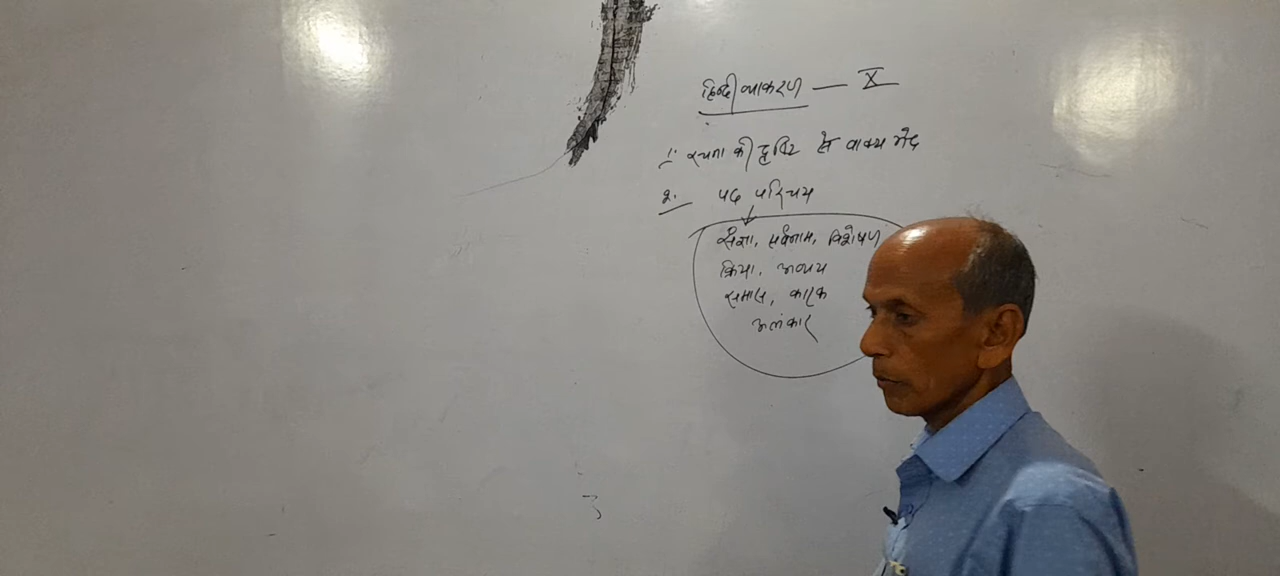 हिन्दी व्याकरण — X
1. रचना की दृष्टि से वाक्य भेद
2. पद परिचय
संज्ञा, सर्वनाम, विशेषण
क्रिया, अव्यय
समास, कारक
अलंकार